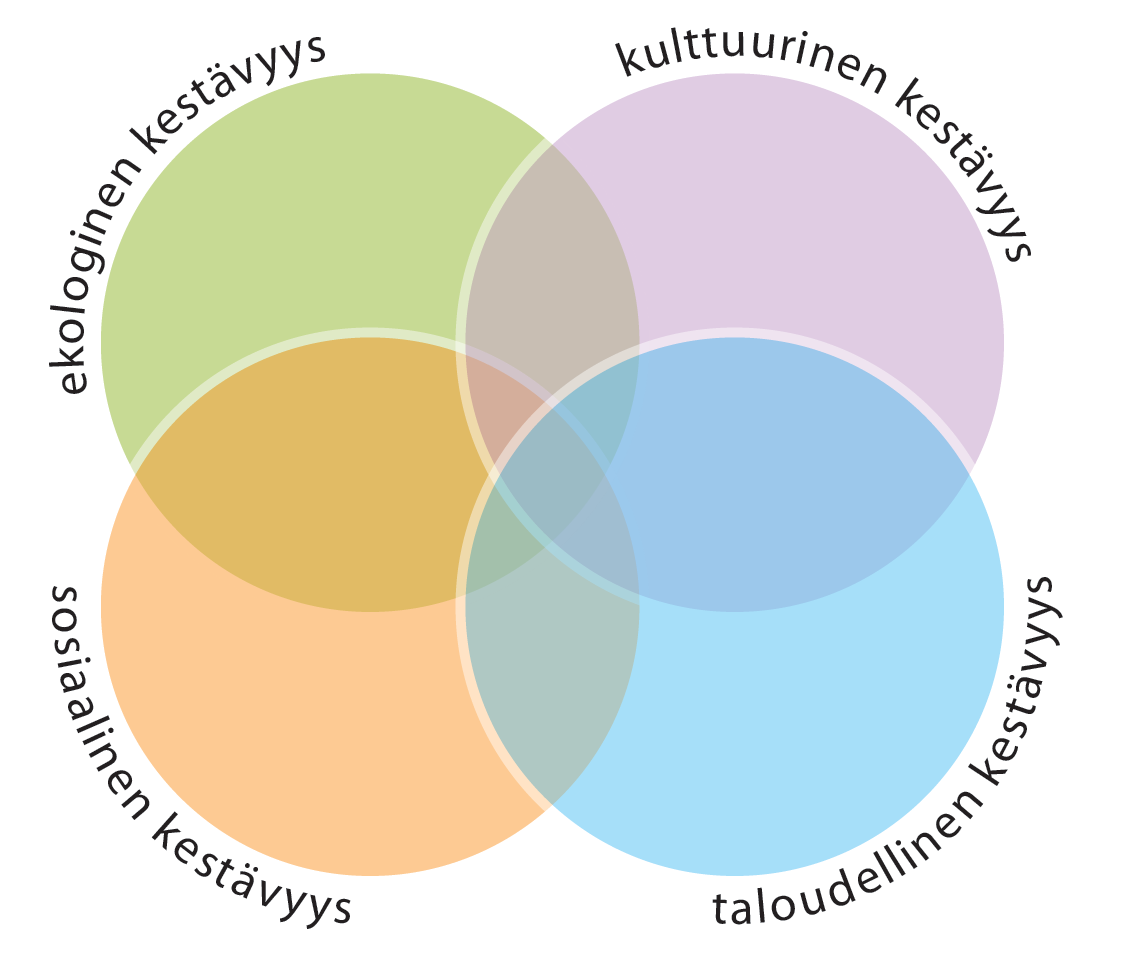 ekologinen kestävyys
kulttuurinen kestävyys
sosiaalinen kestävyys
taloudellinen kestävyys